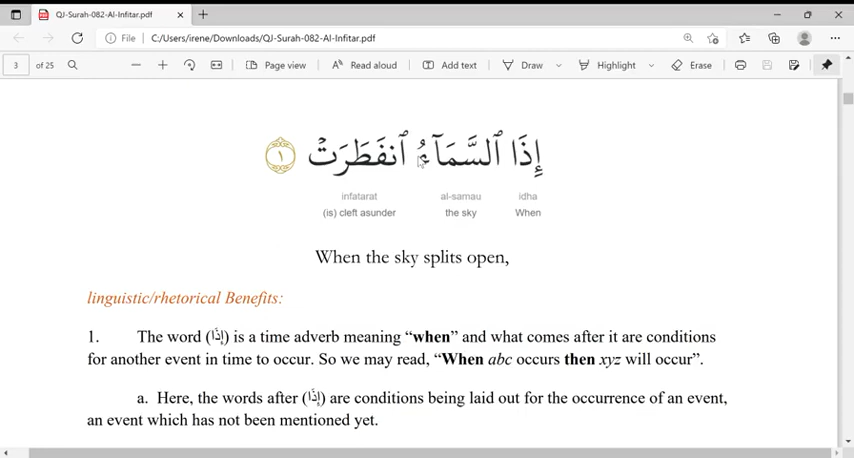 QJ-Surah-082-Al-Infitar.pdf
File C:/Users/irene/Downloads/QJ-Surah-082-Al-Infitar.pdf
3 of 25 Page view Read aloud Add text Draw Highlight Erase
إِذَا ٱلسَّمَآءُ ٱنفَطَرَتۡ ١
infatarat al-samau idha
(is) cleft asunder the sky When
When the sky splits open,
linguistic/rhetorical Benefits:
1. The word (إِذَا) is a time adverb meaning “when” and what comes after it are conditions
for another event in time to occur. So we may read, “When abc occurs then xyz will occur”.
a. Here, the words after (إِذَا) are conditions being laid out for the occurrence of an event,
an event which has not been mentioned yet.